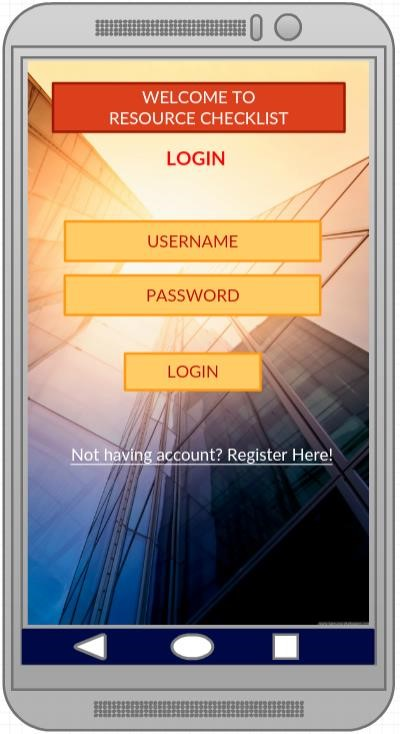 WELCOME TO
RESOURCE CHECKLIST
LOGIN
USERNAME
PASSWORD
LOGIN
Not having account? Register Here!